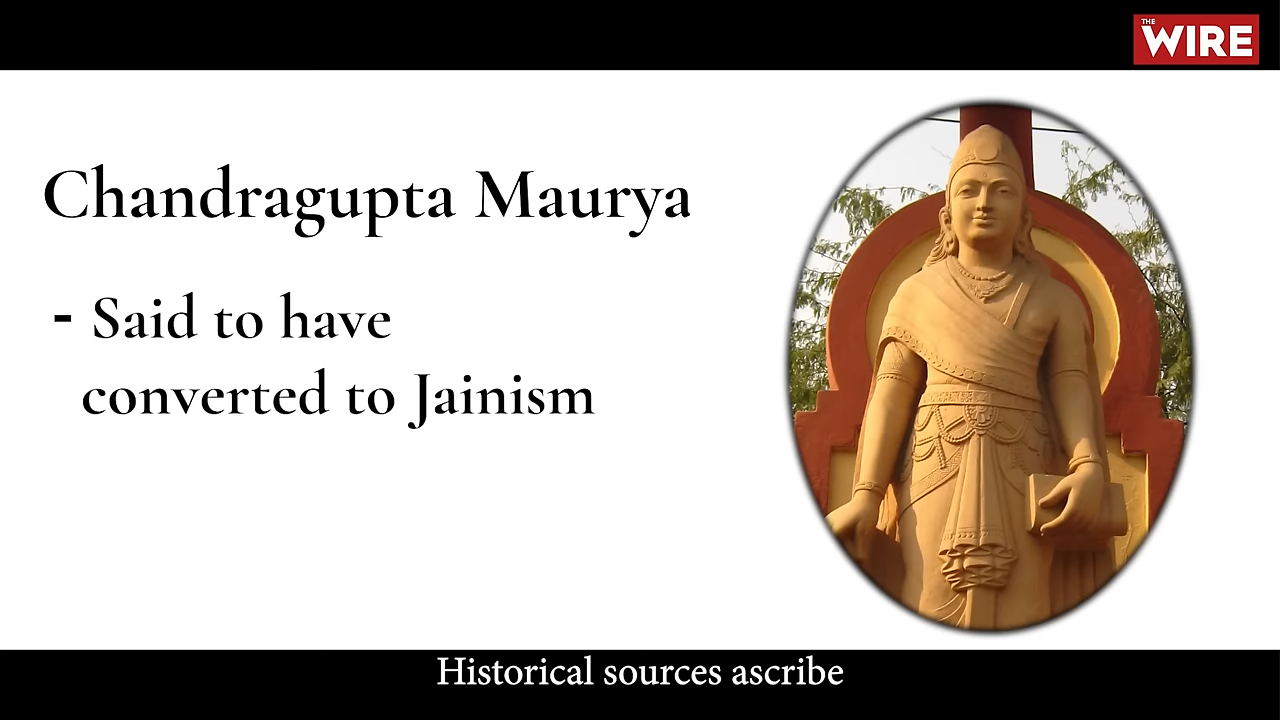 THE
WIRE
Chandragupta Maurya
- Said to have
converted to Jainism
Historical sources ascribe